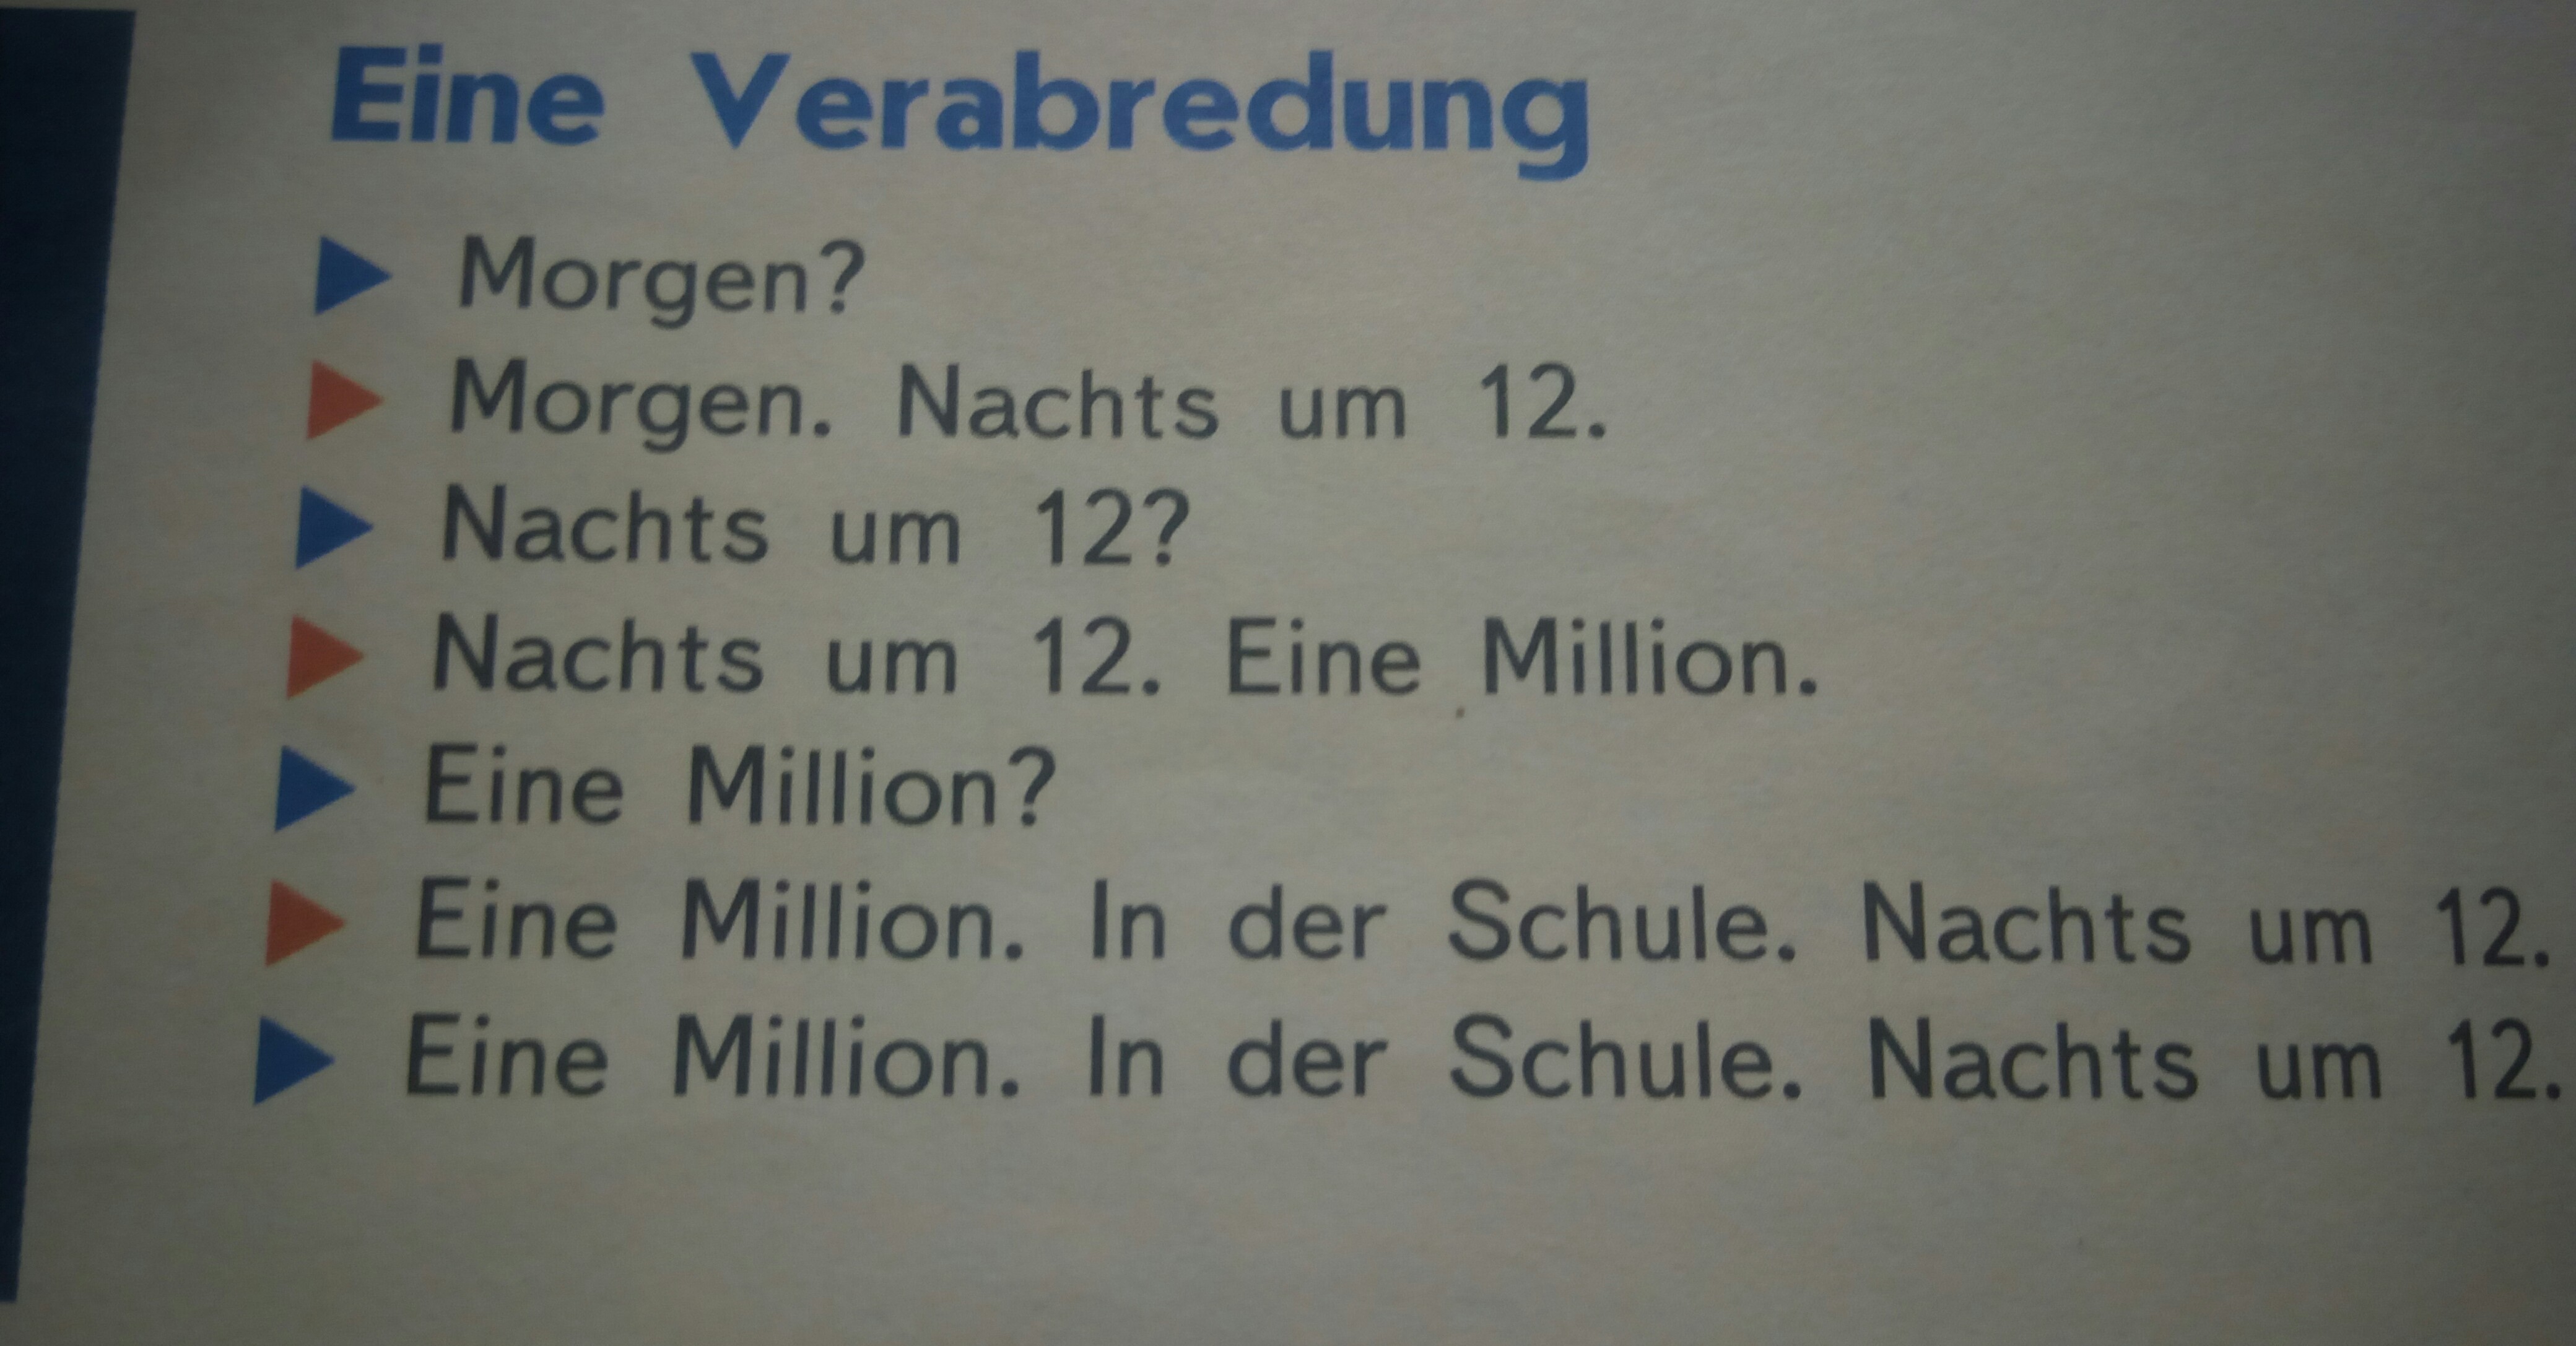 Eine Verabredung
Morgen?
Morgen. Nachts um 12.
Nachts um 12?
Nachts um 12. Eine Million.
Eine Million?
Eine Million. In der Schule. Nachts um 12.
Eine Million. In der Schule. Nachts um 12.